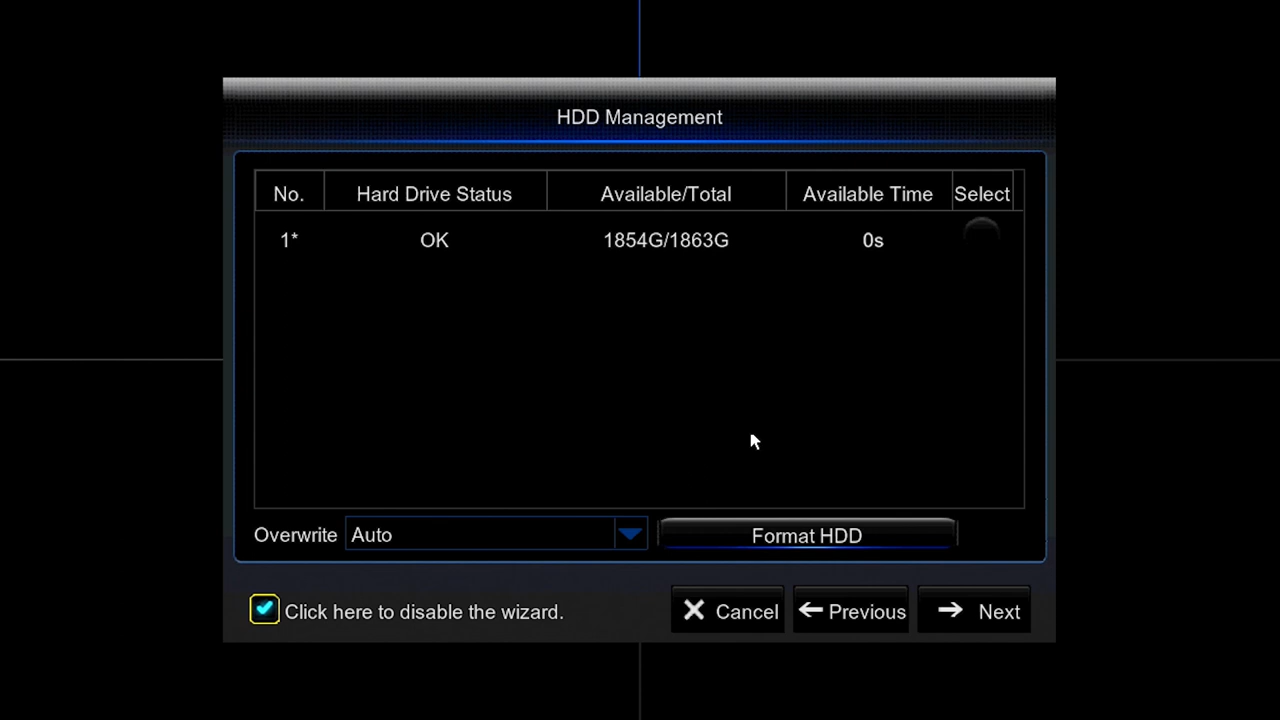 HDD Management
No. Hard Drive Status Available/Total Available Time Select
1* OK 1854G/1863G 0s
Overwrite Auto Format HDD
Click here to disable the wizard. Cancel Previous Next